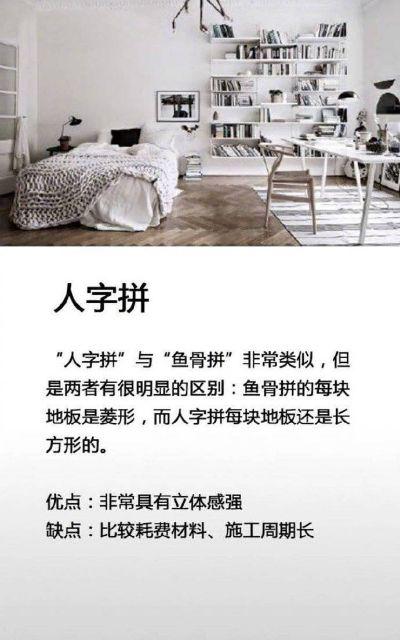 人字拼
“人字拼”与“鱼骨拼”非常类似，但
是两者有很明显的区别：鱼骨拼的每块
地板是菱形，而人字拼每块地板还是长
方形的。
优点：非常具有立体感强
缺点：比较耗费材料、施工周期长